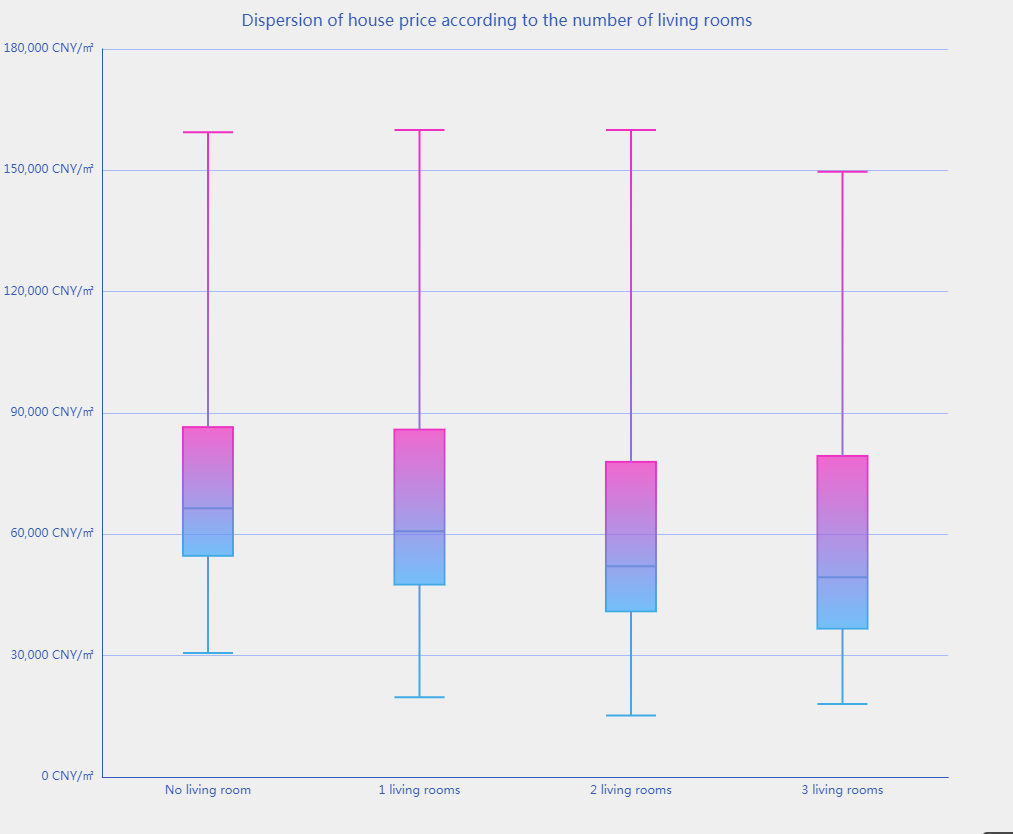 Dispersion of house price according to the number of living rooms
180,000 CNY/㎡
150,000 CNY/㎡
120,000 CNY/㎡
90,000 CNY/㎡
60,000 CNY/㎡
30,000 CNY/㎡
0 CNY/㎡
No living room
1 living rooms
2 living rooms
3 living rooms